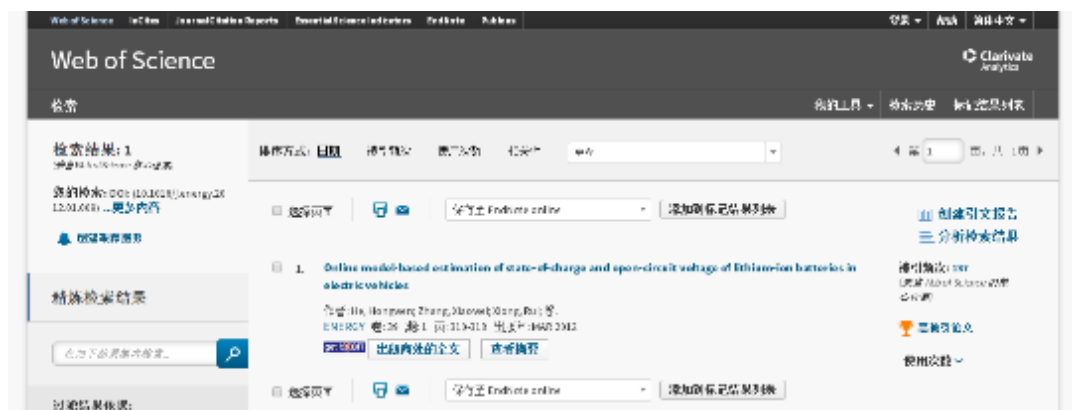 Web of Science InCites Journal Citation Reports Essential Science Indicators EndNote Publons 登录 简体中文
Web of Science
Clarivate
Analytics
检索
我的工具 检索历史 标记结果列表
检索结果: 1
排序方式: 日期 被引频次 使用次数 相关性 更多
第 1 页, 共 1页
您的检索: DOI:
...更多内容
选择页面 保存至 EndNote online 添加到标记结果列表
创建引文报告
分析检索结果
创建跟踪服务
1. Online model-based estimation of state-of-charge and open-circuit voltage of lithium-ion batteries in
electric vehicles
作者: He, Hongwen; Zhang, Xiaowei; Xiong, Rui; 等.
ENERGY 卷: 39 期: 1 页: 310-318 出版年: MAR 2012
出版商处的全文 查看摘要
被引频次:
高被引论文
使用次数
精炼检索结果
选择页面 保存至 EndNote online 添加到标记结果列表
过滤结果依据: